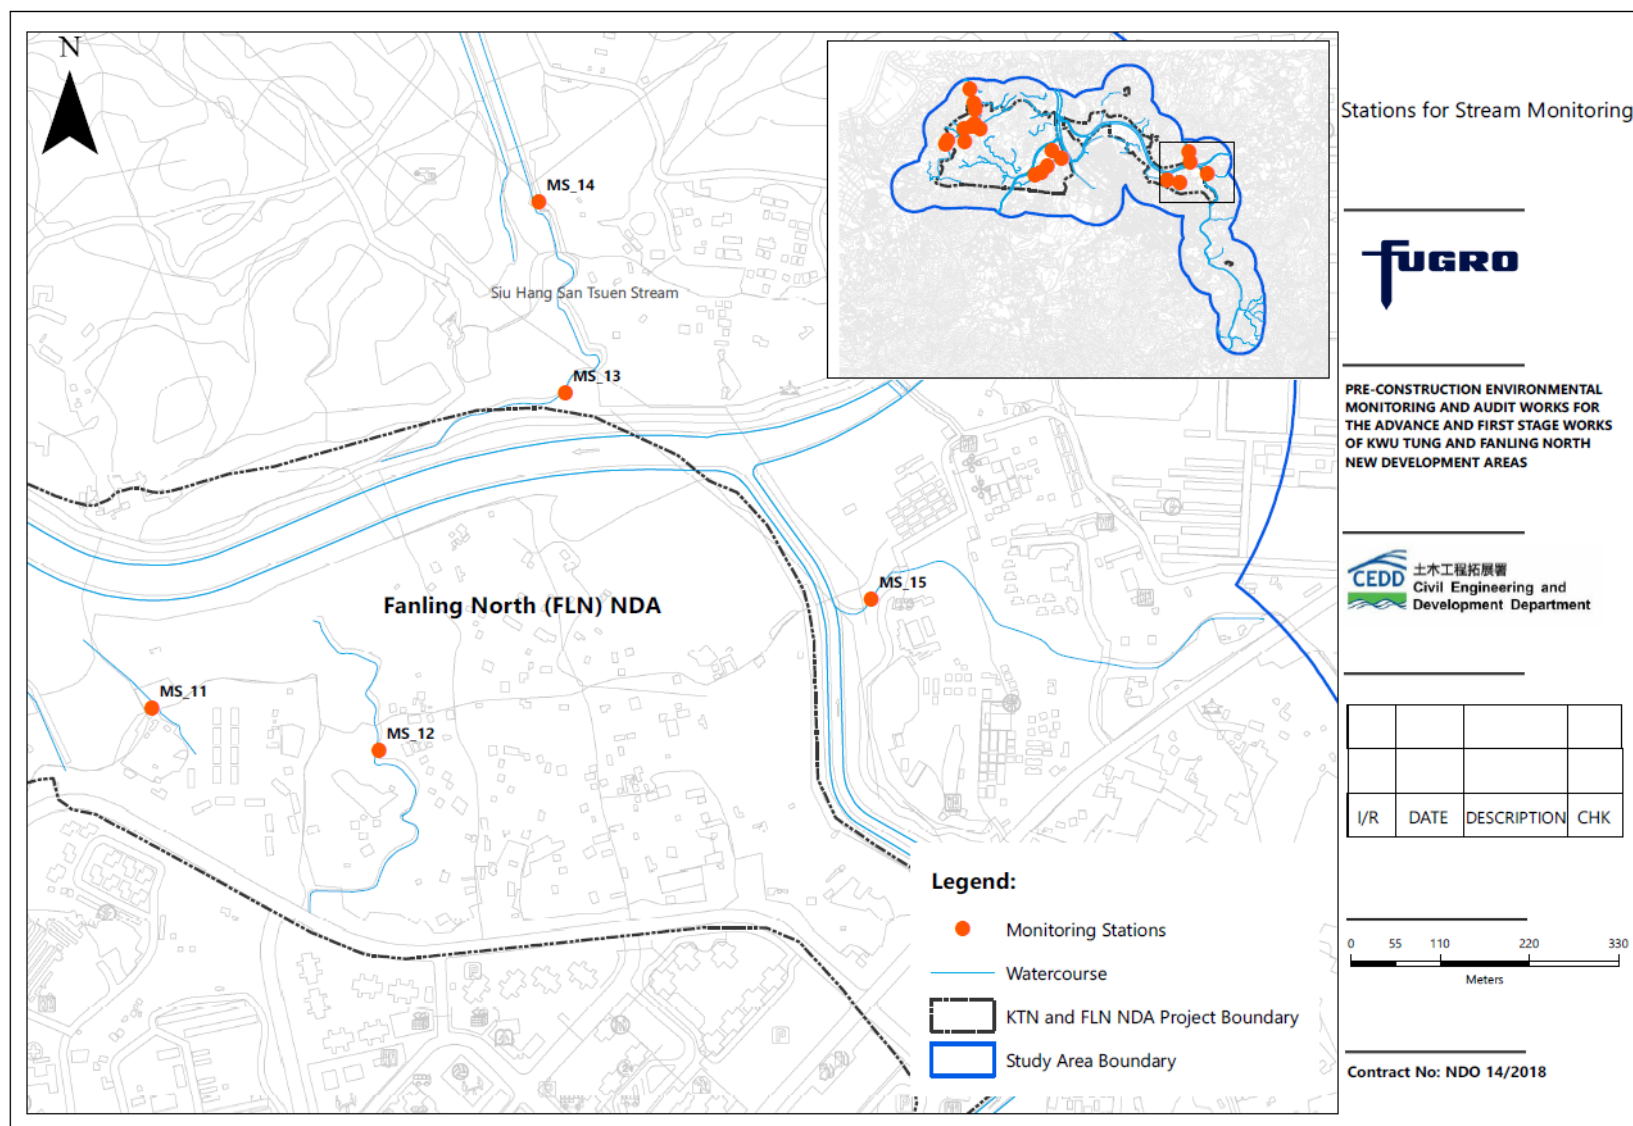 N
MS_14
Siu Hang San Tsuen Stream
MS_13
MS_15
Fanling North (FLN) NDA
MS_11
MS_12
Legend:
Monitoring Stations
Watercourse
KTN and FLN NDA Project Boundary
Study Area Boundary
Stations for Stream Monitoring
FUGRO
PRE-CONSTRUCTION ENVIRONMENTAL
MONITORING AND AUDIT WORKS FOR
THE ADVANCE AND FIRST STAGE WORKS
OF KWU TUNG AND FANLING NORTH
NEW DEVELOPMENT AREAS
CEDD
土木工程拓展署
Civil Engineering and
Development Department
I/R DATE DESCRIPTION CHK
0 55 110 220 330
Meters
Contract No: NDO 14/2018